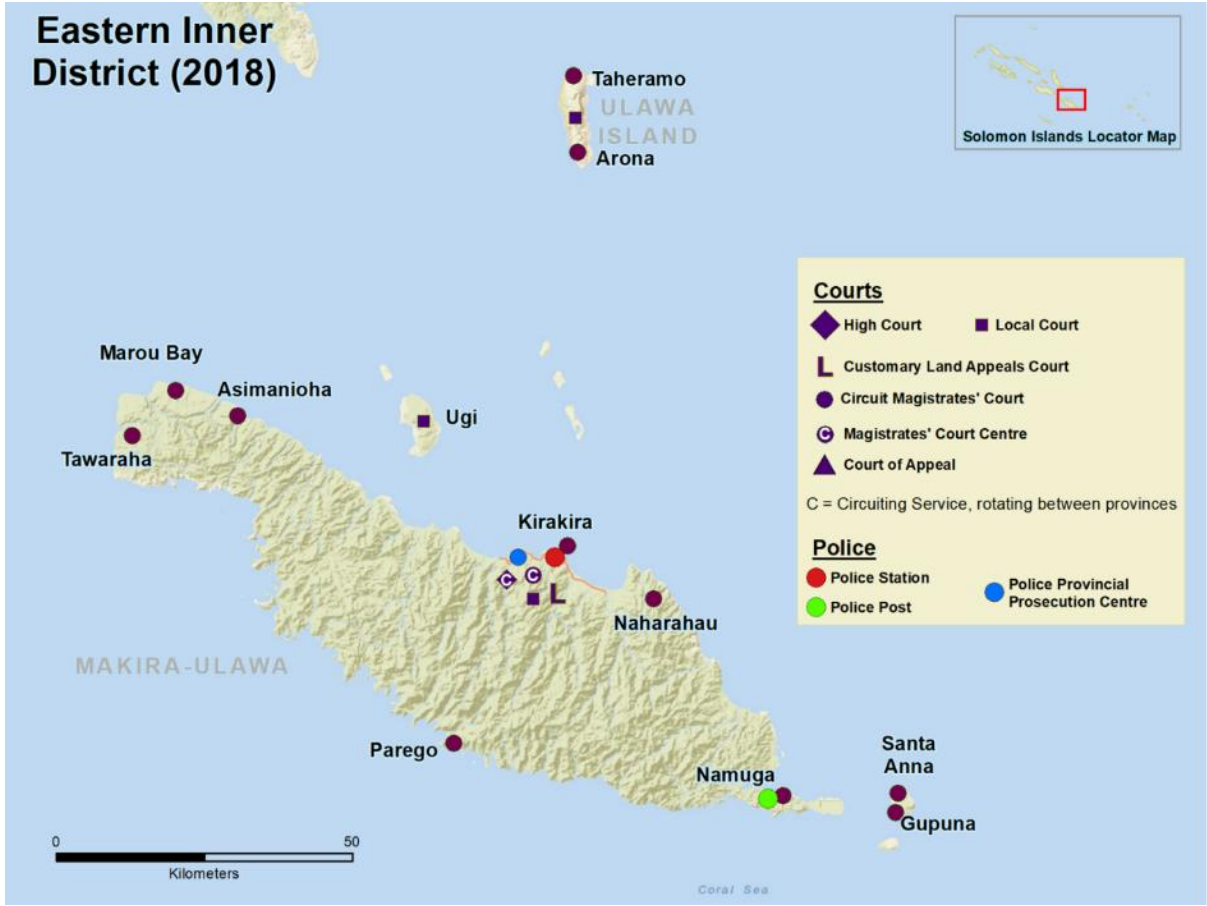 Eastern Inner
District (2018)
Taheramo
ULAWA
ISLAND
Arona
Solomon Islands Locator Map
Marou Bay
Asimanioha
Tawaraha
Ugi
Kirakira
Naharahau
MAKIRA-ULAWA
Parego
Namuga
Santa
Anna
Gupuna
Courts
High Court
Local Court
L Customary Land Appeals Court
Circuit Magistrates' Court
C Magistrates' Court Centre
Court of Appeal
C = Circuiting Service, rotating between provinces
Police
Police Station
Police Post
Police Provincial
Prosecution Centre
C
C
L
0 50
Kilometers
Coral Sea